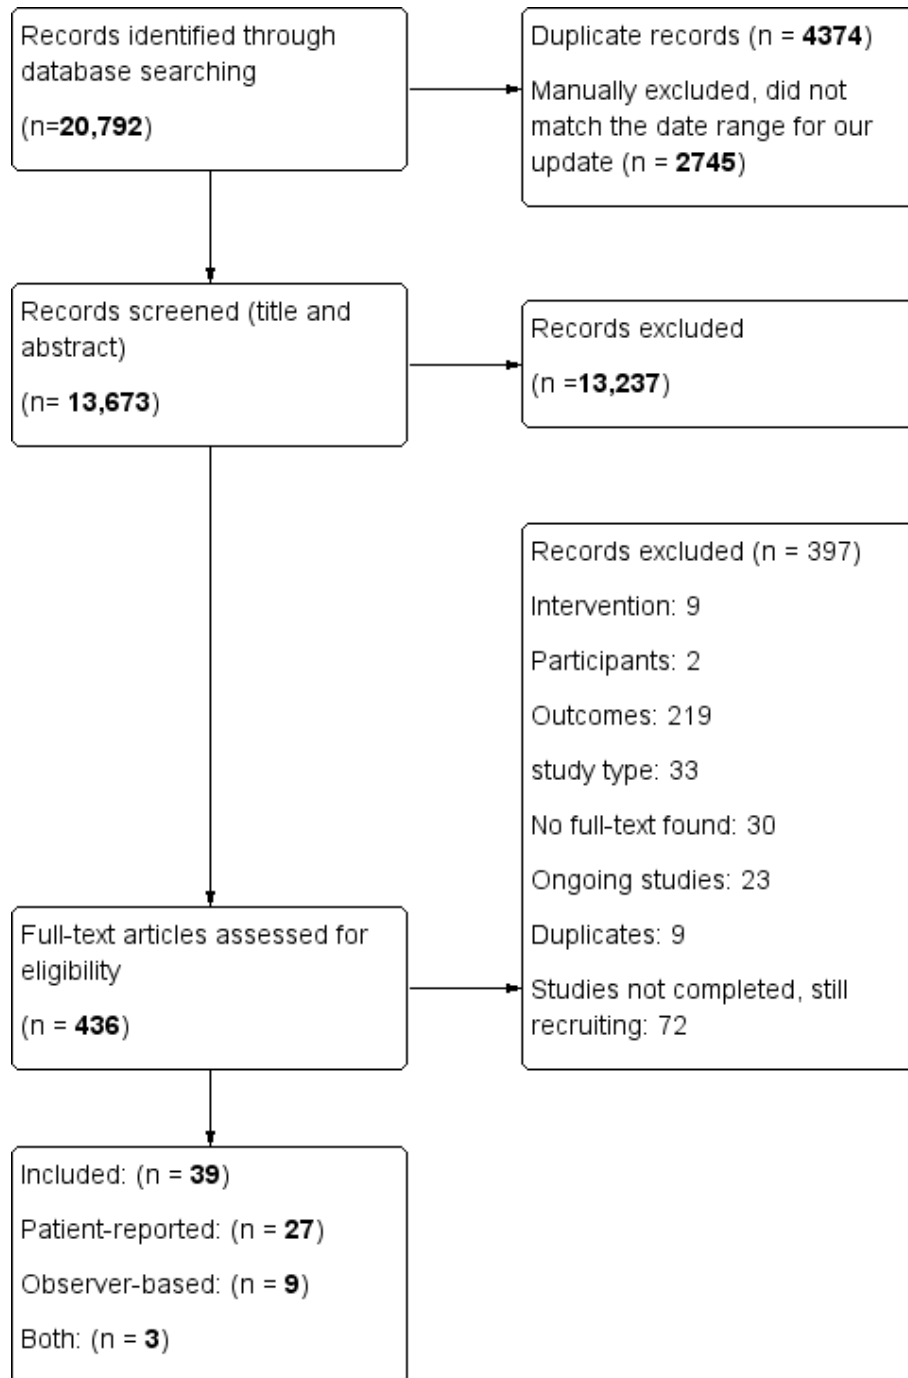 Records identified through
database searching
(n=20,792)
Duplicate records (n = 4374)
Manually excluded, did not
match the date range for our
update (n = 2745)
Records screened (title and
abstract)
(n= 13,673)
Records excluded
(n =13,237)
Records excluded (n = 397)
Intervention: 9
Participants: 2
Outcomes: 219
study type: 33
No full-text found: 30
Ongoing studies: 23
Duplicates: 9
Studies not completed, still
recruiting: 72
Full-text articles assessed for
eligibility
(n = 436)
Included: (n = 39)
Patient-reported: (n = 27)
Observer-based: (n = 9)
Both: (n = 3)